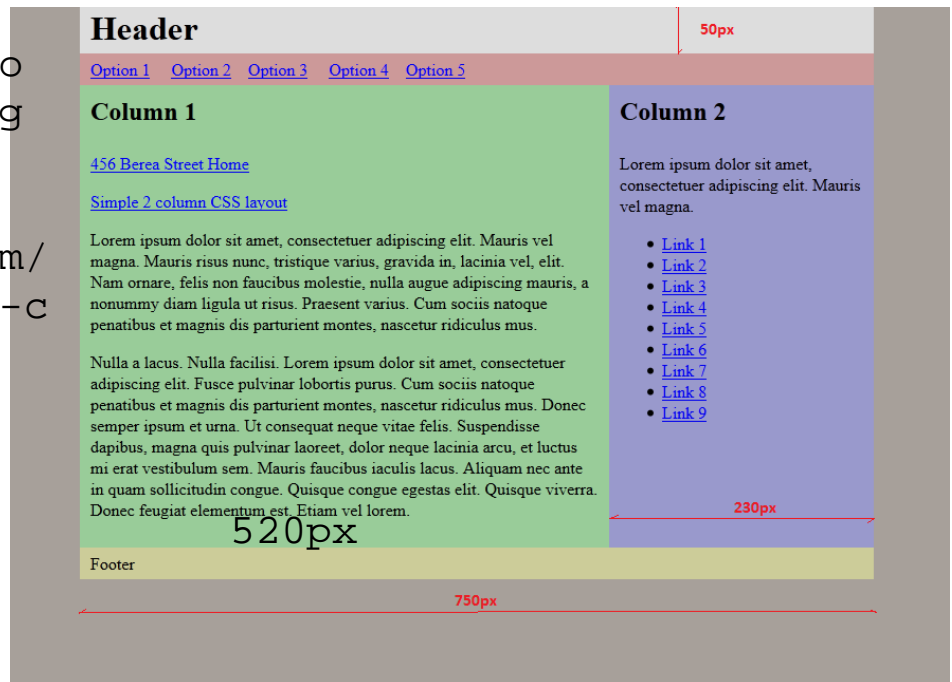 Header
50px
o
Option 1 Option 2 Option 3 Option 4 Option 5
g
Column 1
456 Berea Street Home
Simple 2 column CSS layout
m/
-c
Lorem ipsum dolor sit amet, consectetuer adipiscing elit. Mauris vel
magna. Mauris risus nunc, tristique varius, gravida in, lacinia vel, elit.
Nam ornare, felis non faucibus molestie, nulla augue adipiscing mauris, a
nonummy diam ligula ut risus. Praesent varius. Cum sociis natoque
penatibus et magnis dis parturient montes, nascetur ridiculus mus.
Nulla a lacus. Nulla facilisi. Lorem ipsum dolor sit amet, consectetuer
adipiscing elit. Fusce pulvinar lobortis purus. Cum sociis natoque
penatibus et magnis dis parturient montes, nascetur ridiculus mus. Donec
semper ipsum et urna. Ut consequat neque vitae felis. Suspendisse
dapibus, magna quis pulvinar laoreet, dolor neque lacinia arcu, et luctus
mi erat vestibulum sem. Mauris faucibus iaculis lacus. Aliquam nec ante
in quam sollicitudin congue. Quisque congue egestas elit. Quisque viverra.
Donec feugiat elementum est. Etiam vel lorem.
520px
Column 2
Lorem ipsum dolor sit amet,
consectetuer adipiscing elit. Mauris
vel magna.
Link 1
Link 2
Link 3
Link 4
Link 5
Link 6
Link 7
Link 8
Link 9
230px
Footer
750px